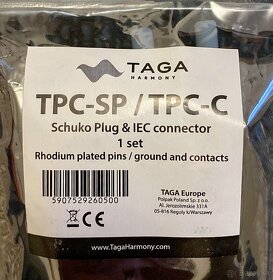 TAGA
HARMONY
TPC-SP / TPC-C
Schuko Plug & IEC connector
1 set
Rhodium plated pins / ground and contacts
5907529260500
TAGA Europe
Polpak Poland Sp. z o.o.
Al. Jerozolimskie 331A
05-816 Reguły k/Warszawy
CE
www.TagaHarmony.com